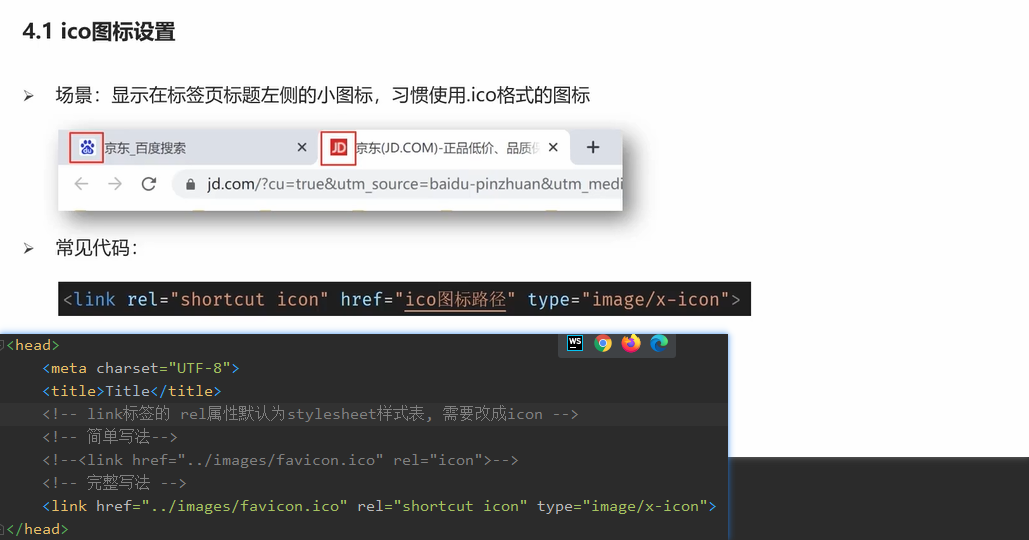 4.1 ico图标设置
➢ 场景：显示在标签页标题左侧的小图标，习惯使用.ico格式的图标
京东_百度搜索 × JD 京东(JD.COM)-正品低价、品质保 × +
jd.com/?cu=true&utm_source=baidu-pinzhuan&utm_medi
➢ 常见代码：
<link rel="shortcut icon" href="ico图标路径" type="image/x-icon">
WS
<head>
<meta charset="UTF-8">
<title>Title</title>
<!-- link标签的 rel属性默认为stylesheet样式表, 需要改成icon -->
<!-- 简单写法-->
<!--<link href="../images/favicon.ico" rel="icon">-->
<!-- 完整写法 -->
<link href="../images/favicon.ico" rel="shortcut icon" type="image/x-icon">
</head>